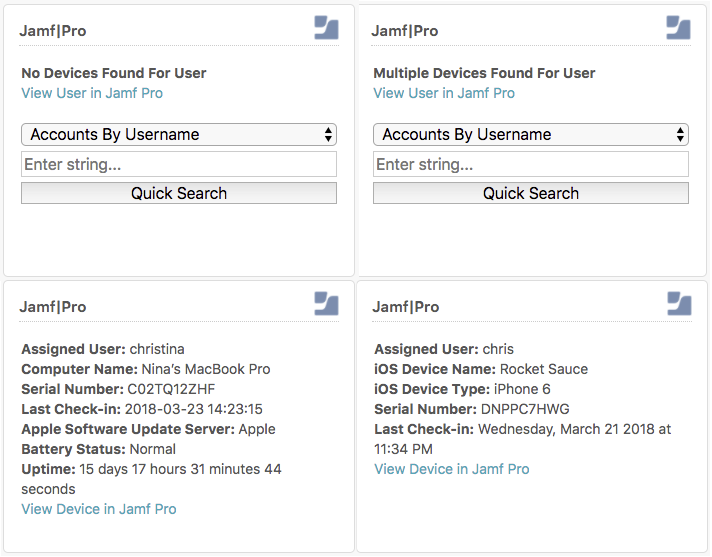 Jamf|Pro
No Devices Found For User
View User in Jamf Pro
Accounts By Username
Enter string...
Quick Search
Jamf|Pro
Multiple Devices Found For User
View User in Jamf Pro
Accounts By Username
Enter string...
Quick Search
Jamf|Pro
Assigned User: christina
Computer Name: Nina's MacBook Pro
Serial Number: C02TQ12ZHF
Last Check-in: 2018-03-23 14:23:15
Apple Software Update Server: Apple
Battery Status: Normal
Uptime: 15 days 17 hours 31 minutes 44
seconds
View Device in Jamf Pro
Jamf|Pro
Assigned User: chris
iOS Device Name: Rocket Sauce
iOS Device Type: iPhone 6
Serial Number: DNPPC7HWG
Last Check-in: Wednesday, March 21 2018 at
11:34 PM
View Device in Jamf Pro